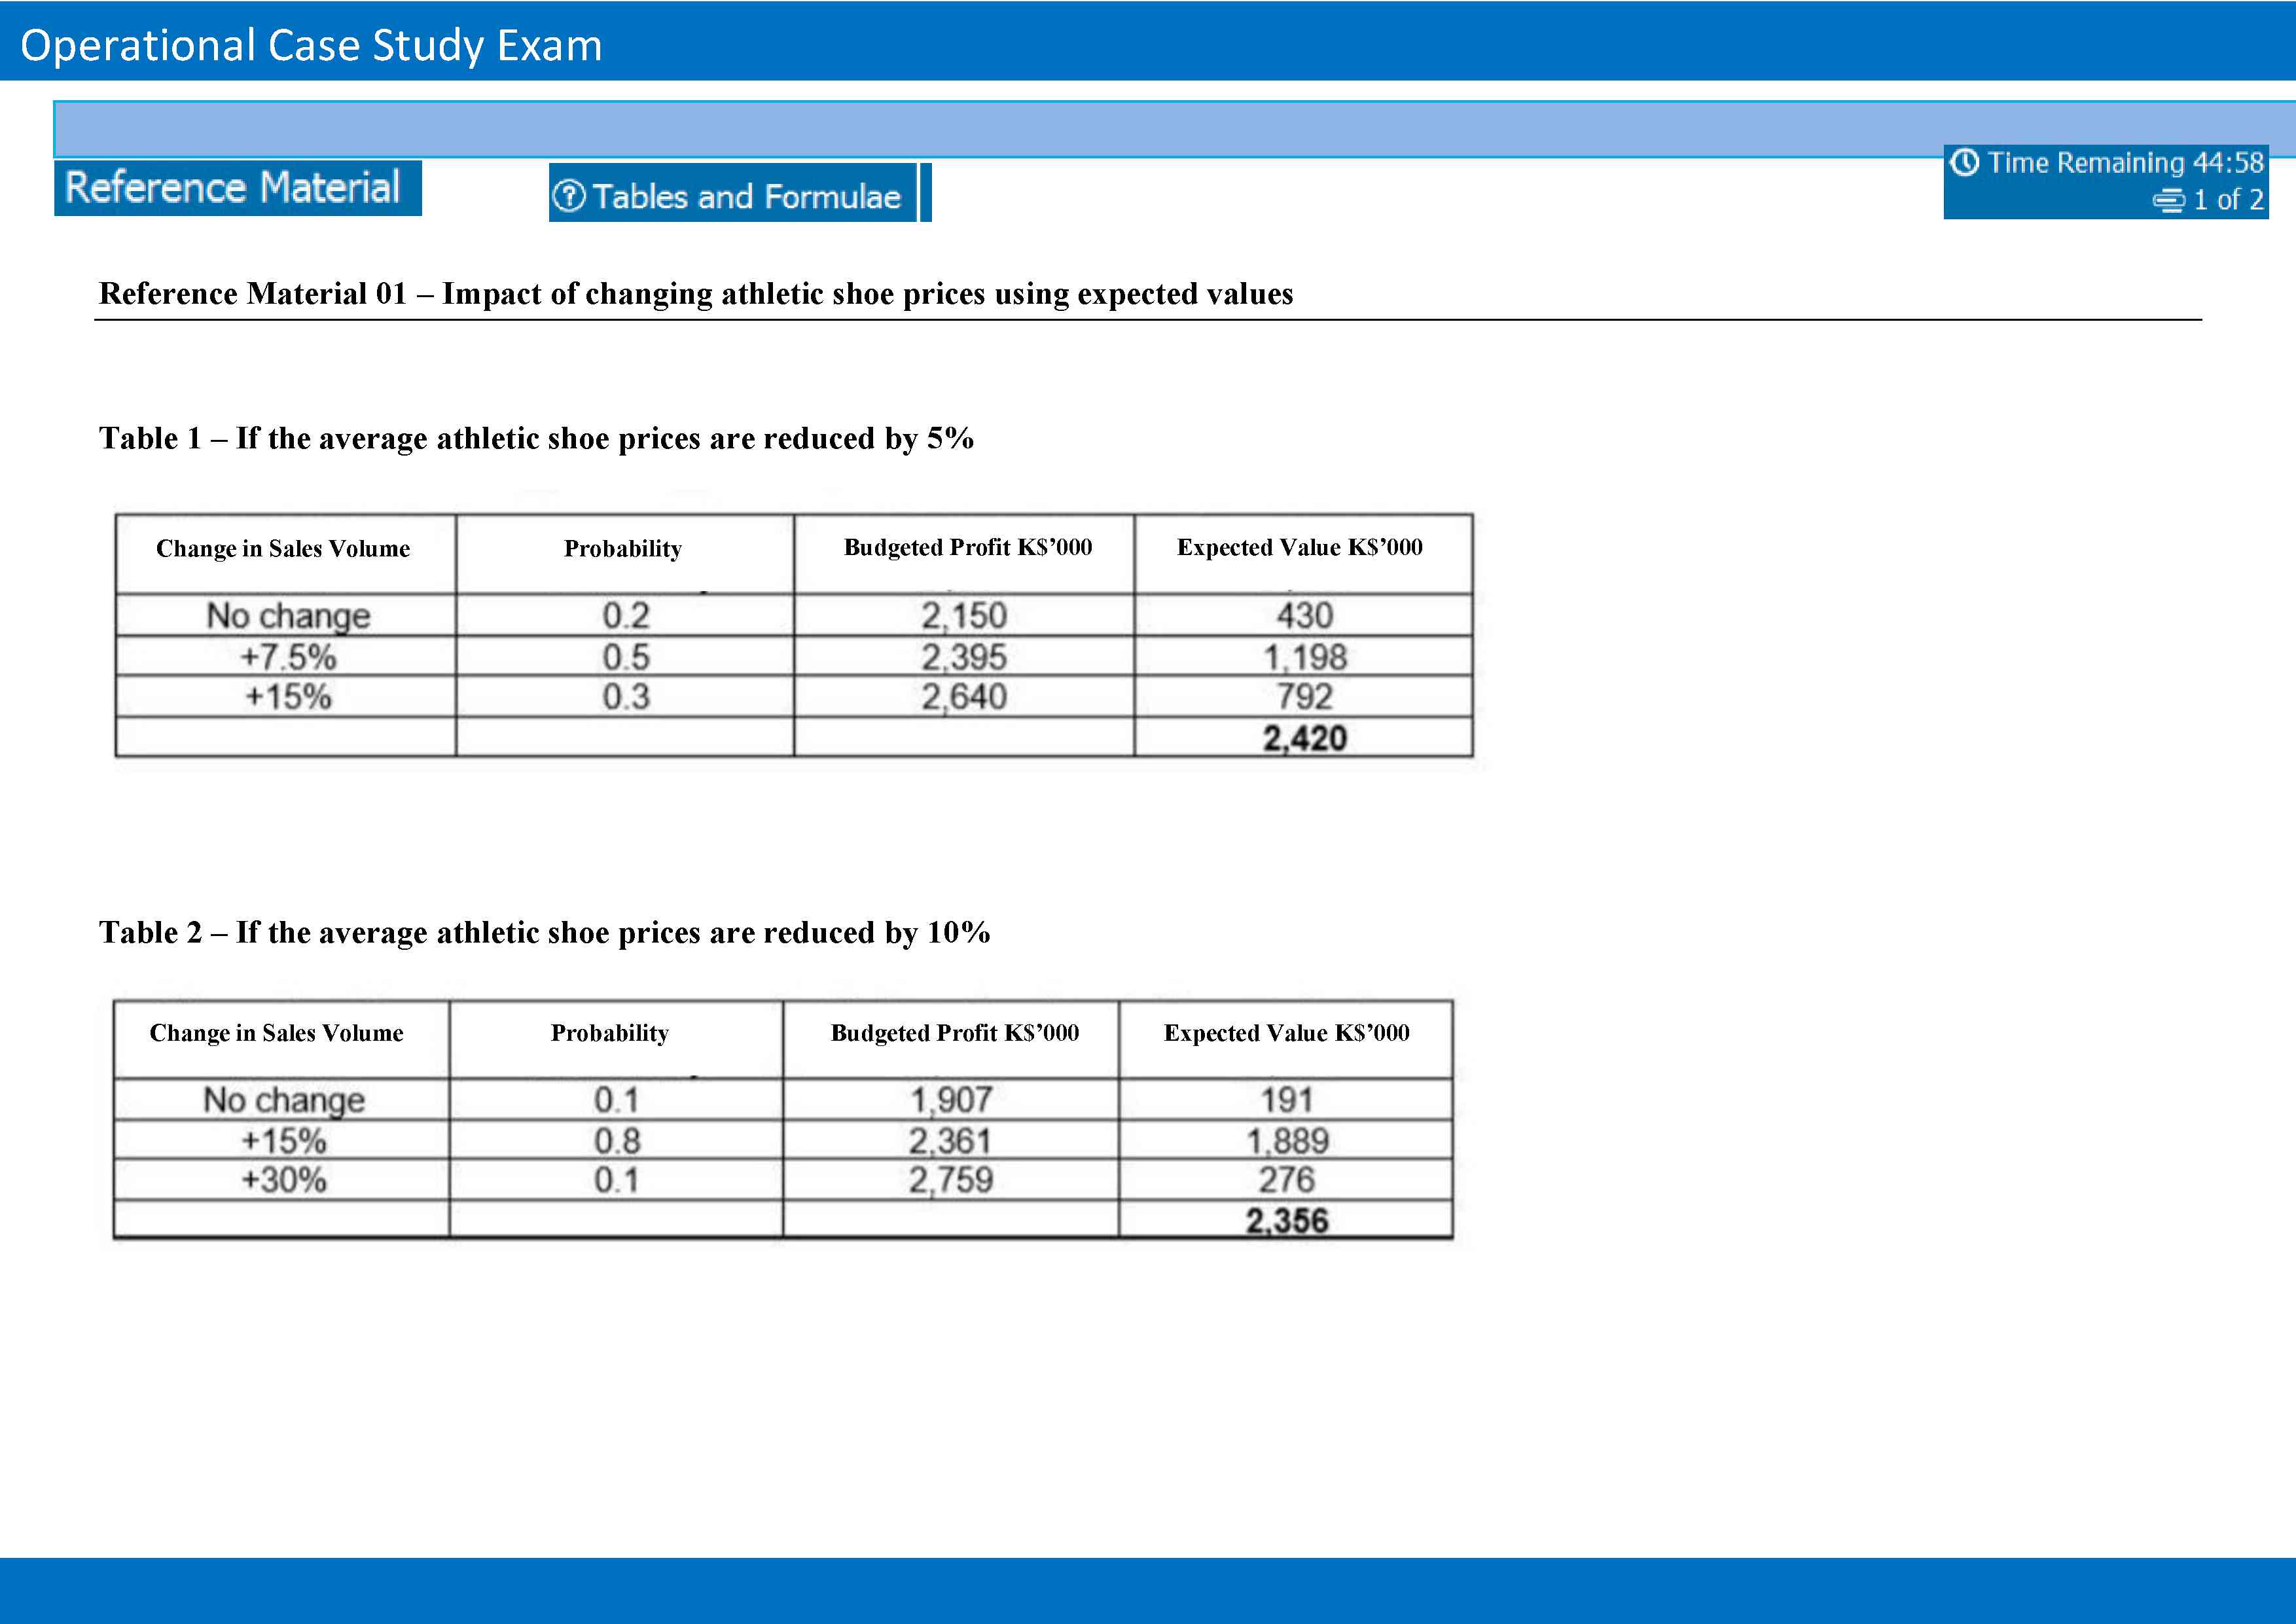 Operational Case Study Exam
Time Remaining 44:58
Reference Material
Tables and Formulae
1 of 2
Reference Material 01 – Impact of changing athletic shoe prices using expected values
Table 1 – If the average athletic shoe prices are reduced by 5%
Change in Sales Volume Probability Budgeted Profit K$’000 Expected Value K$’000
No change 0.2 2,150 430
+7.5% 0.5 2,395 1,198
+15% 0.3 2,640 792
2,420
Table 2 – If the average athletic shoe prices are reduced by 10%
Change in Sales Volume Probability Budgeted Profit K$’000 Expected Value K$’000
No change 0.1 1,907 191
+15% 0.8 2,361 1,889
+30% 0.1 2,759 276
2,356